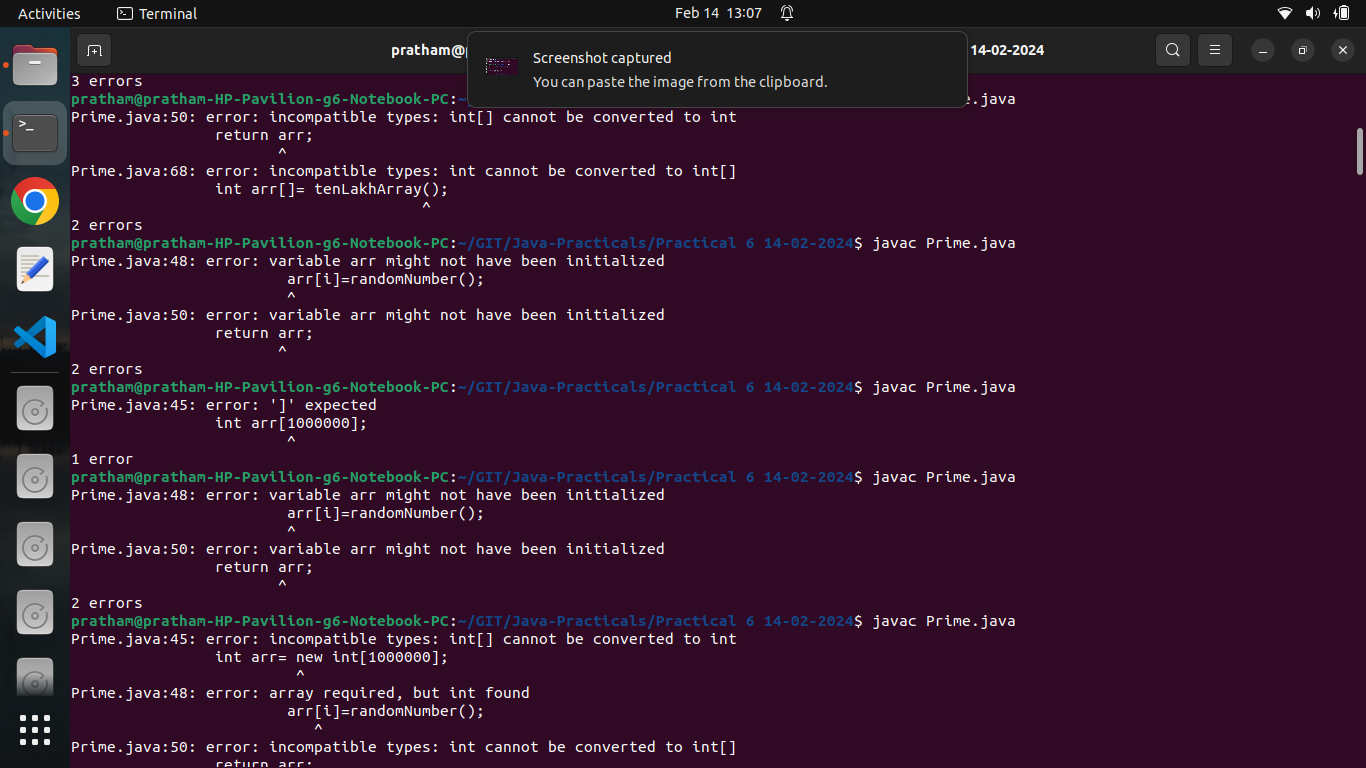 Activities
Terminal
Feb 14 13:07
pratham@p
14-02-2024
Screenshot captured
You can paste the image from the clipboard.
3 errors
pratham@pratham-HP-Pavilion-g6-Notebook-PC:~ e.java
Prime.java:50: error: incompatible types: int[] cannot be converted to int
return arr;
^
Prime.java:68: error: incompatible types: int cannot be converted to int[]
int arr[]= tenLakhArray();
^
2 errors
pratham@pratham-HP-Pavilion-g6-Notebook-PC:~/GIT/Java-Practicals/Practical 6 14-02-2024$ javac Prime.java
Prime.java:48: error: variable arr might not have been initialized
arr[i]=randomNumber();
^
Prime.java:50: error: variable arr might not have been initialized
return arr;
^
2 errors
pratham@pratham-HP-Pavilion-g6-Notebook-PC:~/GIT/Java-Practicals/Practical 6 14-02-2024$ javac Prime.java
Prime.java:45: error: ']' expected
int arr[1000000];
^
1 error
pratham@pratham-HP-Pavilion-g6-Notebook-PC:~/GIT/Java-Practicals/Practical 6 14-02-2024$ javac Prime.java
Prime.java:48: error: variable arr might not have been initialized
arr[i]=randomNumber();
^
Prime.java:50: error: variable arr might not have been initialized
return arr;
^
2 errors
pratham@pratham-HP-Pavilion-g6-Notebook-PC:~/GIT/Java-Practicals/Practical 6 14-02-2024$ javac Prime.java
Prime.java:45: error: incompatible types: int[] cannot be converted to int
int arr= new int[1000000];
^
Prime.java:48: error: array required, but int found
arr[i]=randomNumber();
^
Prime.java:50: error: incompatible types: int cannot be converted to int[]
return arr;